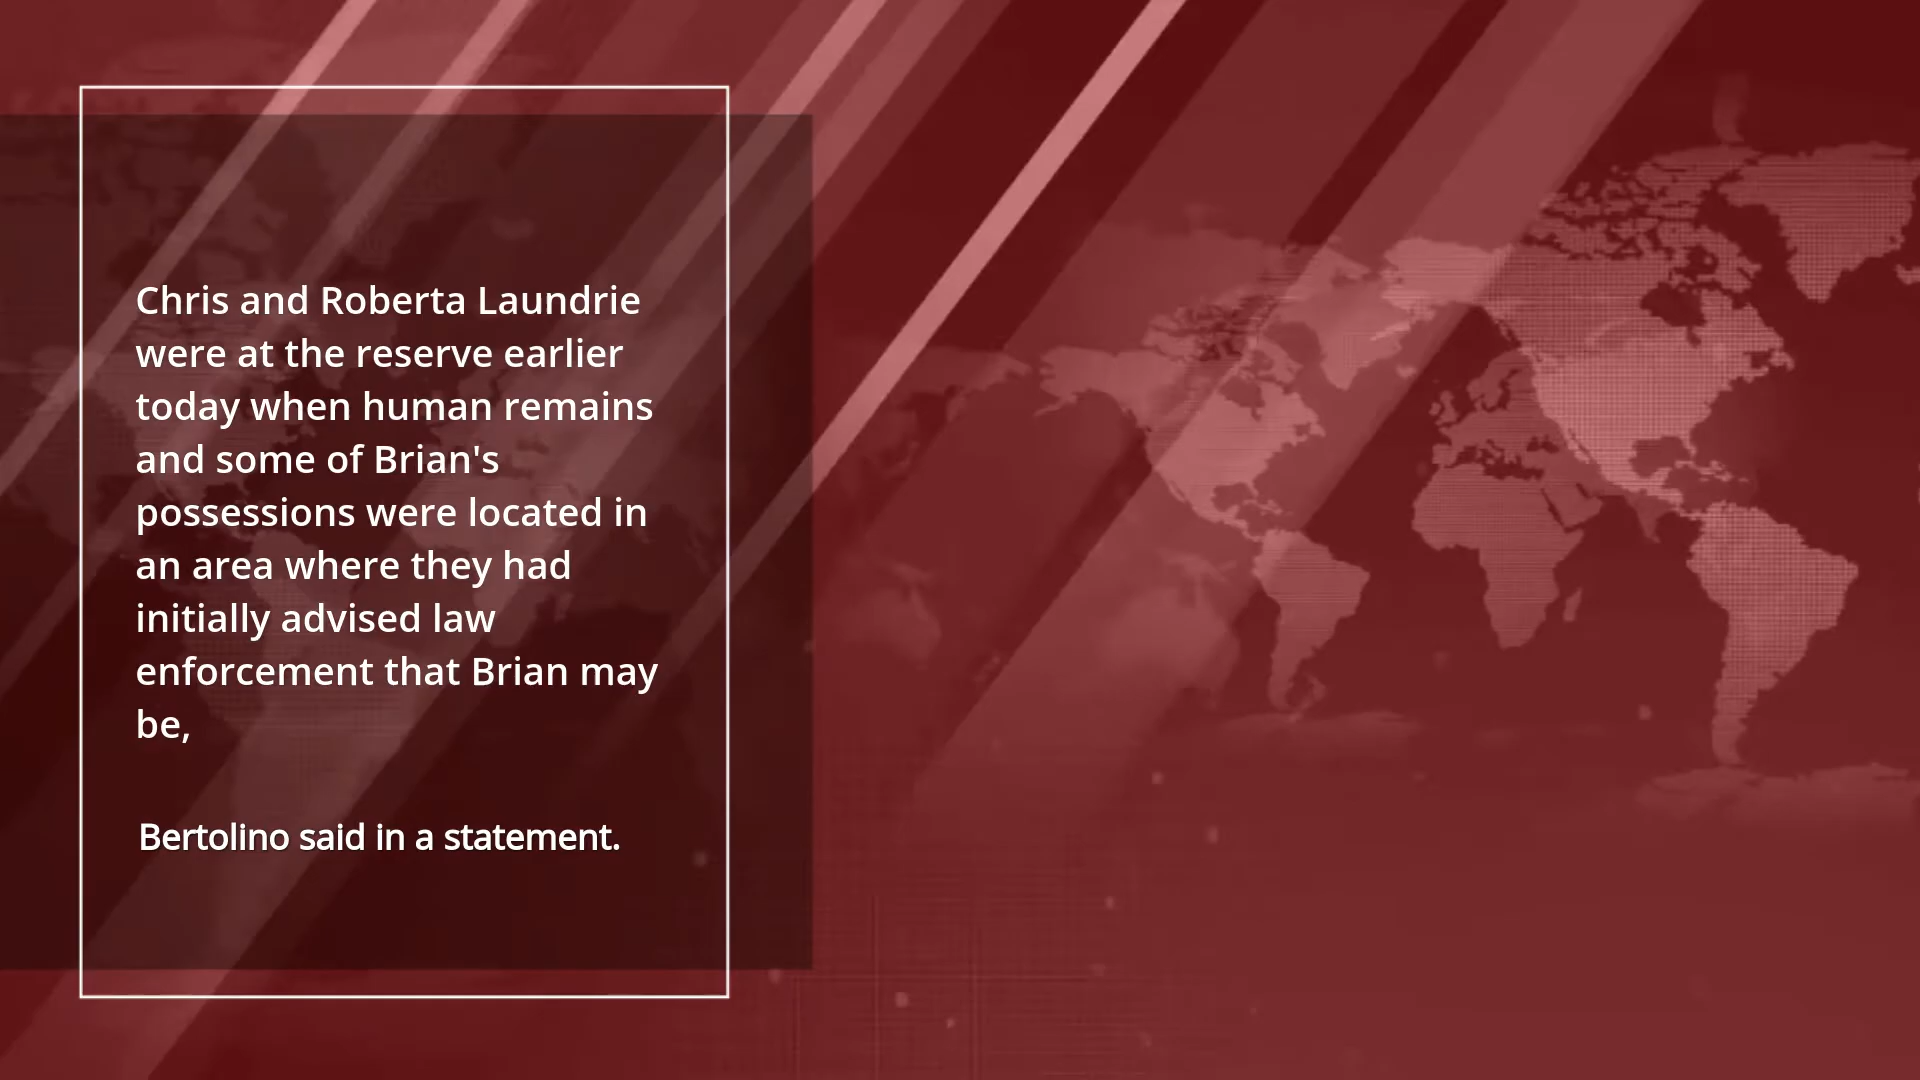 Chris and Roberta Laundrie
were at the reserve earlier
today when human remains
and some of Brian's
possessions were located in
an area where they had
initially advised law
enforcement that Brian may
be,
Bertolino said in a statement.